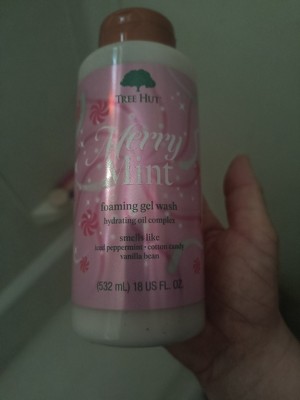 TREE HUT
Merry
Mint
foaming gel wash
hydrating oil complex
smells like
peppermint • cotton candy
vanilla bean
(532 mL) 18 US FL. OZ.